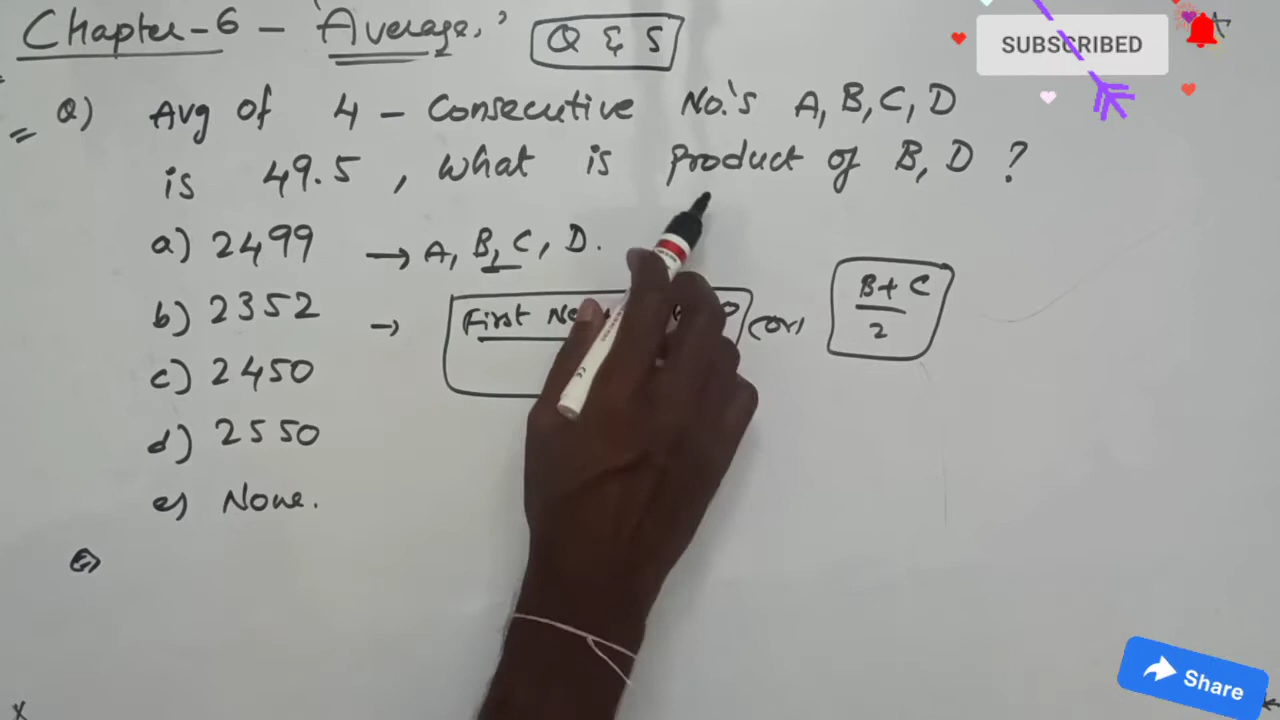 Chapter-6 - 'Average.' Q & S
SUBSCRIBED
Q) Avg of 4 - Consecutive No.'s A, B, C, D
is 49.5, what is product of B, D ?
a) 2499 → A, B, C, D.
b) 2352 → First (or) B + C / 2
c) 2450
d) 2550
e) None.
Share